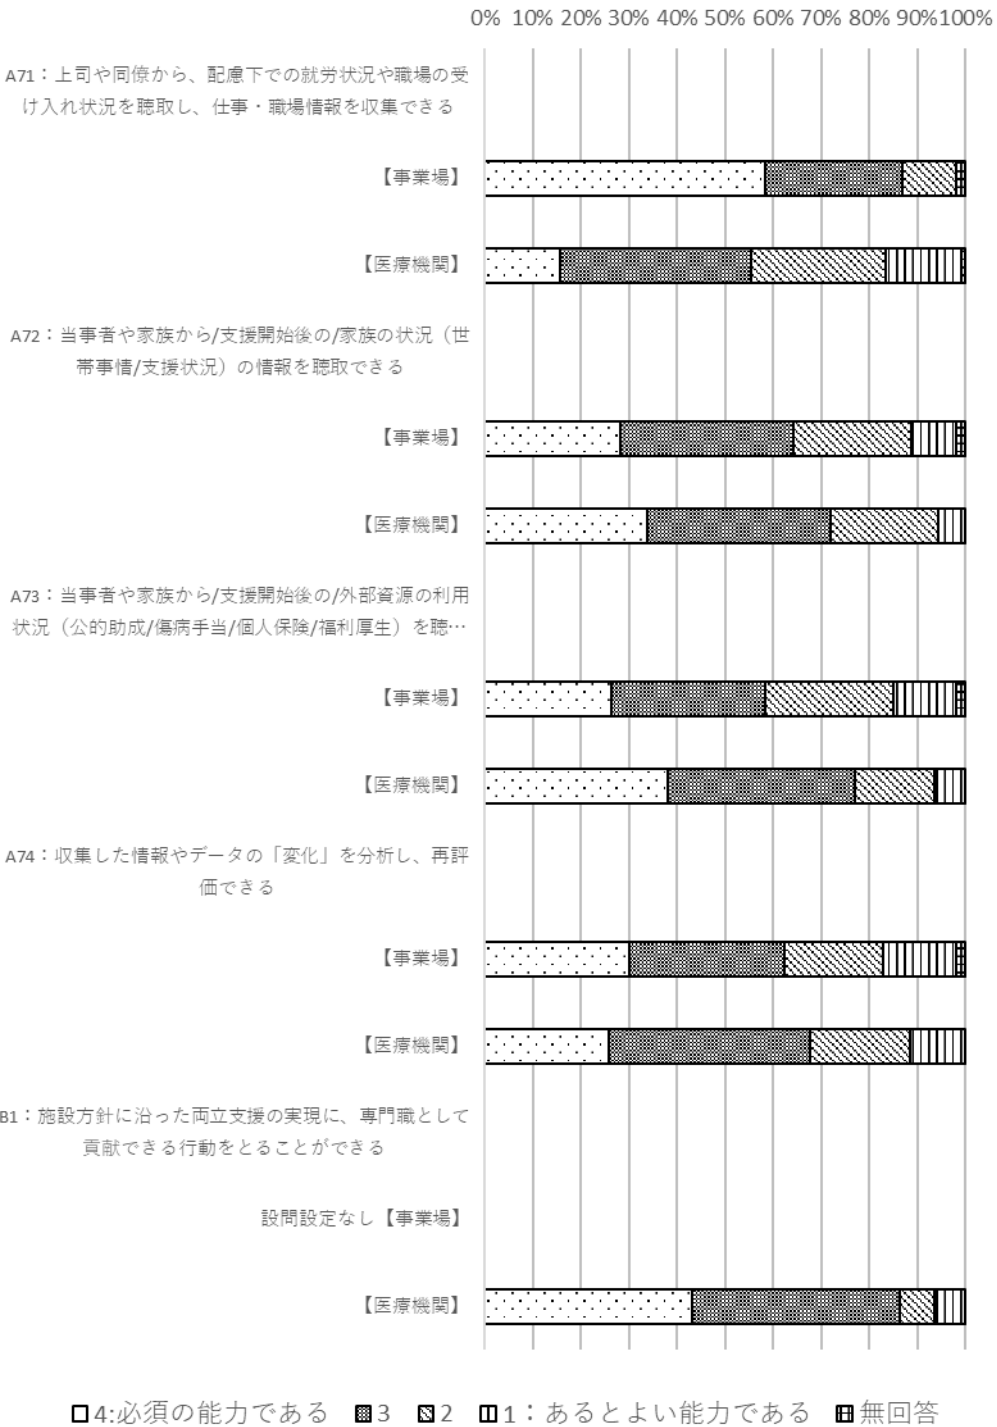 0% 10% 20% 30% 40% 50% 60% 70% 80% 90%100%
A71：上司や同僚から、配慮下での就労状況や職場の受
け入れ状況を聴取し、仕事・職場情報を収集できる
【事業場】
【医療機関】
A72：当事者や家族から/支援開始後の/家族の状況（世
帯事情/支援状況）の情報を聴取できる
【事業場】
【医療機関】
A73：当事者や家族から/支援開始後の/外部資源の利用
状況（公的助成/傷病手当/個人保険/福利厚生）を聴…
【事業場】
【医療機関】
A74：収集した情報やデータの「変化」を分析し、再評
価できる
【事業場】
【医療機関】
B1：施設方針に沿った両立支援の実現に、専門職として
貢献できる行動をとることができる
設問設定なし【事業場】
【医療機関】
4:必須の能力である 3 2 1：あるとよい能力である 無回答